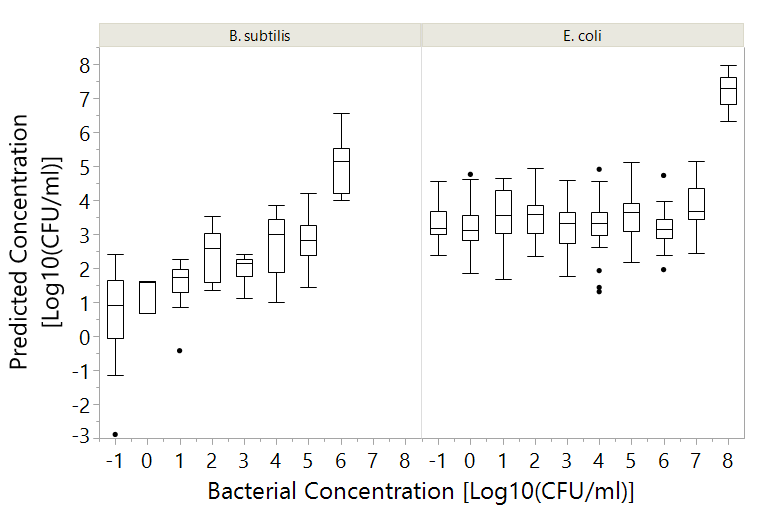 B. subtilis E. coli
8
7
6
5
4
3
2
1
0
-1
-2
-3
Predicted Concentration
[Log10(CFU/ml)]
-1 0 1 2 3 4 5 6 7 8 -1 0 1 2 3 4 5 6 7 8
Bacterial Concentration [Log10(CFU/ml)]